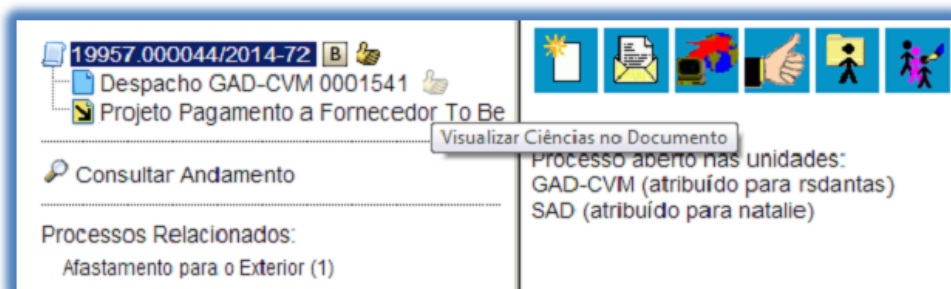 19957.000044/2014-72 B
Despacho GAD-CVM 0001541
Projeto Pagamento a Fornecedor To Be
Visualizar Ciências no Documento
Consultar Andamento
Processos Relacionados:
Afastamento para o Exterior (1)
Processo aberto nas unidades:
GAD-CVM (atribuído para rsdantas)
SAD (atribuído para natalie)